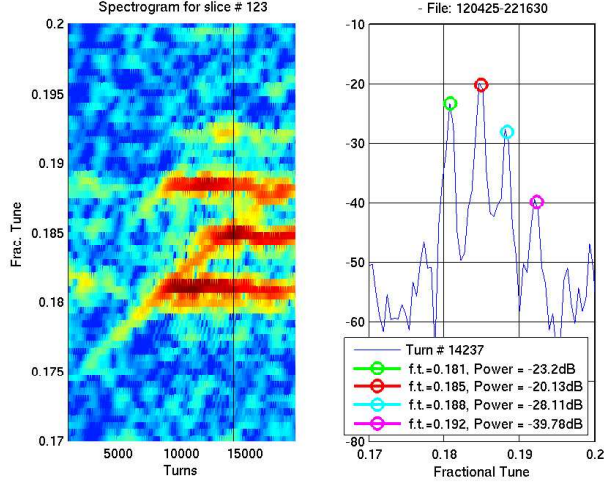 Spectrogram for slice # 123
- File: 120425-221630
0.2
0.195
0.19
0.185
0.18
0.175
0.17
Frac. Tune
5000
10000
15000
Turns
-10
-20
-30
-40
-50
-60
-80
Turn # 14237
f.t.=0.181, Power = -23.2dB
f.t.=0.185, Power = -20.13dB
f.t.=0.188, Power = -28.11dB
f.t.=0.192, Power = -39.78dB
0.17
0.18
0.19
0.2
Fractional Tune